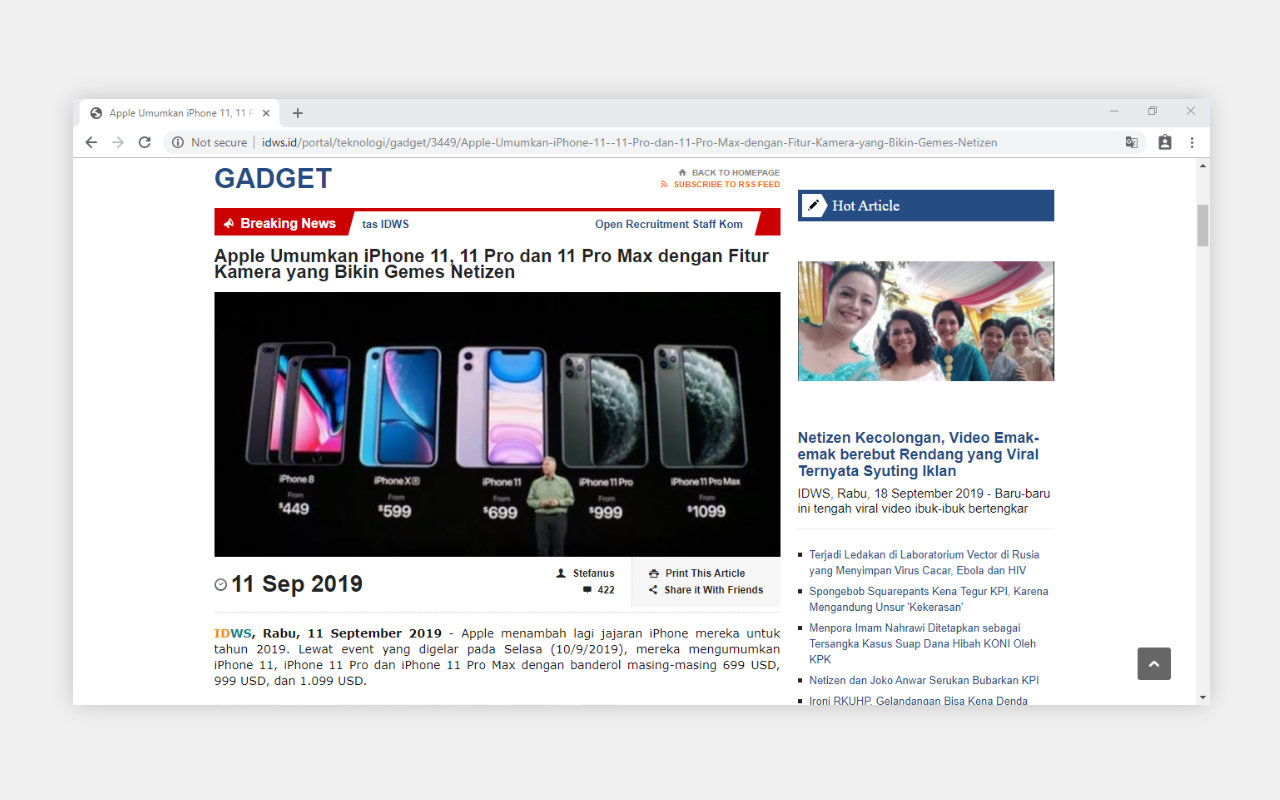 Apple Umumkan iPhone 11, 11 P
Not secure
idws.id/portal/teknologi/gadget/3449/Apple-Umumkan-iPhone-11--11-Pro-dan-11-Pro-Max-dengan-Fitur-Kamera-yang-Bikin-Gemes-Netizen
GADGET
BACK TO HOMEPAGE
SUBSCRIBE TO RSS FEED
Breaking News
tas IDWS
Open Recruitment Staff Kom
Apple Umumkan iPhone 11, 11 Pro dan 11 Pro Max dengan Fitur
Kamera yang Bikin Gemes Netizen
iPhone 8
From
$449
iPhone XR
From
$599
iPhone 11
From
$699
iPhone 11 Pro
From
$999
iPhone 11 Pro Max
From
$1099
11 Sep 2019
Stefanus
422
Print This Article
Share it With Friends
IDWS, Rabu, 11 September 2019 - Apple menambah lagi jajaran iPhone mereka untuk
tahun 2019. Lewat event yang digelar pada Selasa (10/9/2019), mereka mengumumkan
iPhone 11, iPhone 11 Pro dan iPhone 11 Pro Max dengan banderol masing-masing 699 USD,
999 USD, dan 1.099 USD.
Hot Article
Netizen Kecolongan, Video Emak-
emak berebut Rendang yang Viral
Ternyata Syuting Iklan
IDWS, Rabu, 18 September 2019 - Baru-baru
ini tengah viral video ibuk-ibuk bertengkar
Terjadi Ledakan di Laboratorium Vector di Rusia
yang Menyimpan Virus Cacar, Ebola dan HIV
Spongebob Squarepants Kena Tegur KPI, Karena
Mengandung Unsur 'Kekerasan'
Menpora Imam Nahrawi Ditetapkan sebagai
Tersangka Kasus Suap Dana Hibah KONI Oleh
KPK
Netizen dan Joko Anwar Serukan Bubarkan KPI
Ironi RKUHP, Gelandangan Bisa Kena Denda